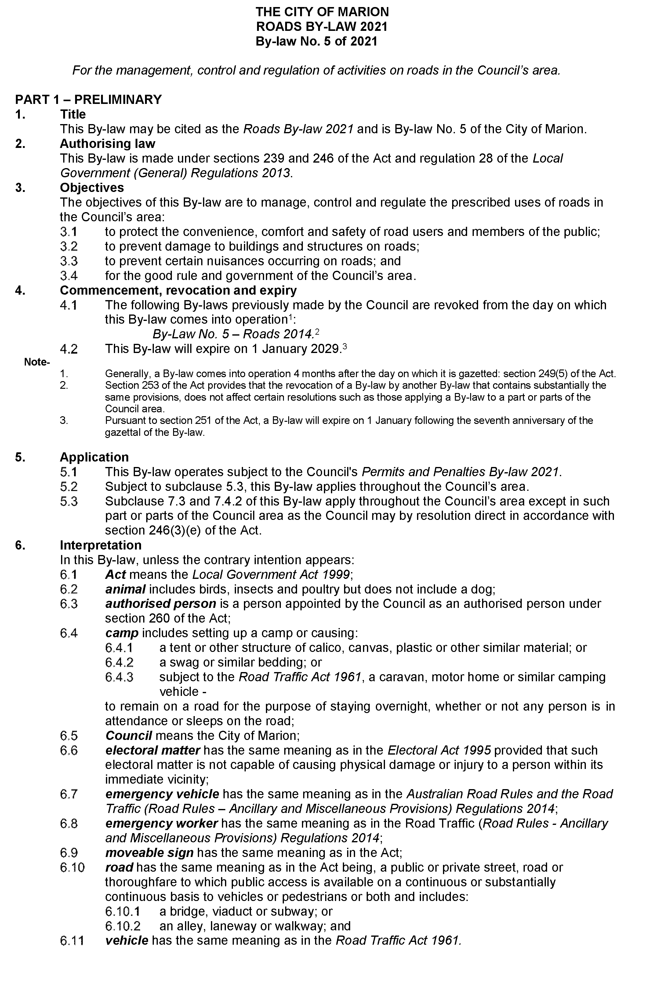 THE CITY OF MARION
ROADS BY-LAW 2021
By-law No. 5 of 2021
For the management, control and regulation of activities on roads in the Council’s area.
PART 1 – PRELIMINARY
1. Title
This By-law may be cited as the Roads By-law 2021 and is By-law No. 5 of the City of Marion.
2. Authorising law
This By-law is made under sections 239 and 246 of the Act and regulation 28 of the Local
Government (General) Regulations 2013.
3. Objectives
The objectives of this By-law are to manage, control and regulate the prescribed uses of roads in
the Council’s area:
3.1 to protect the convenience, comfort and safety of road users and members of the public;
3.2 to prevent damage to buildings and structures on roads;
3.3 to prevent certain nuisances occurring on roads; and
3.4 for the good rule and government of the Council’s area.
4. Commencement, revocation and expiry
4.1 The following By-laws previously made by the Council are revoked from the day on which
this By-law comes into operation¹:
By-Law No. 5 – Roads 2014.²
4.2 This By-law will expire on 1 January 2029.³
Note-
1. Generally, a By-law comes into operation 4 months after the day on which it is gazetted: section 249(5) of the Act.
2. Section 253 of the Act provides that the revocation of a By-law by another By-law that contains substantially the
same provisions, does not affect certain resolutions such as those applying a By-law to a part or parts of the
Council area.
3. Pursuant to section 251 of the Act, a By-law will expire on 1 January following the seventh anniversary of the
gazettal of the By-law.
5. Application
5.1 This By-law operates subject to the Council's Permits and Penalties By-law 2021.
5.2 Subject to subclause 5.3, this By-law applies throughout the Council’s area.
5.3 Subclause 7.3 and 7.4.2 of this By-law apply throughout the Council’s area except in such
part or parts of the Council area as the Council may by resolution direct in accordance with
section 246(3)(e) of the Act.
6. Interpretation
In this By-law, unless the contrary intention appears:
6.1 Act means the Local Government Act 1999;
6.2 animal includes birds, insects and poultry but does not include a dog;
6.3 authorised person is a person appointed by the Council as an authorised person under
section 260 of the Act;
6.4 camp includes setting up a camp or causing:
6.4.1 a tent or other structure of calico, canvas, plastic or other similar material; or
6.4.2 a swag or similar bedding; or
6.4.3 subject to the Road Traffic Act 1961, a caravan, motor home or similar camping
vehicle -
to remain on a road for the purpose of staying overnight, whether or not any person is in
attendance or sleeps on the road;
6.5 Council means the City of Marion;
6.6 electoral matter has the same meaning as in the Electoral Act 1995 provided that such
electoral matter is not capable of causing physical damage or injury to a person within its
immediate vicinity;
6.7 emergency vehicle has the same meaning as in the Australian Road Rules and the Road
Traffic (Road Rules – Ancillary and Miscellaneous Provisions) Regulations 2014;
6.8 emergency worker has the same meaning as in the Road Traffic (Road Rules - Ancillary
and Miscellaneous Provisions) Regulations 2014;
6.9 moveable sign has the same meaning as in the Act;
6.10 road has the same meaning as in the Act being, a public or private street, road or
thoroughfare to which public access is available on a continuous or substantially
continuous basis to vehicles or pedestrians or both and includes:
6.10.1 a bridge, viaduct or subway; or
6.10.2 an alley, laneway or walkway; and
6.11 vehicle has the same meaning as in the Road Traffic Act 1961.